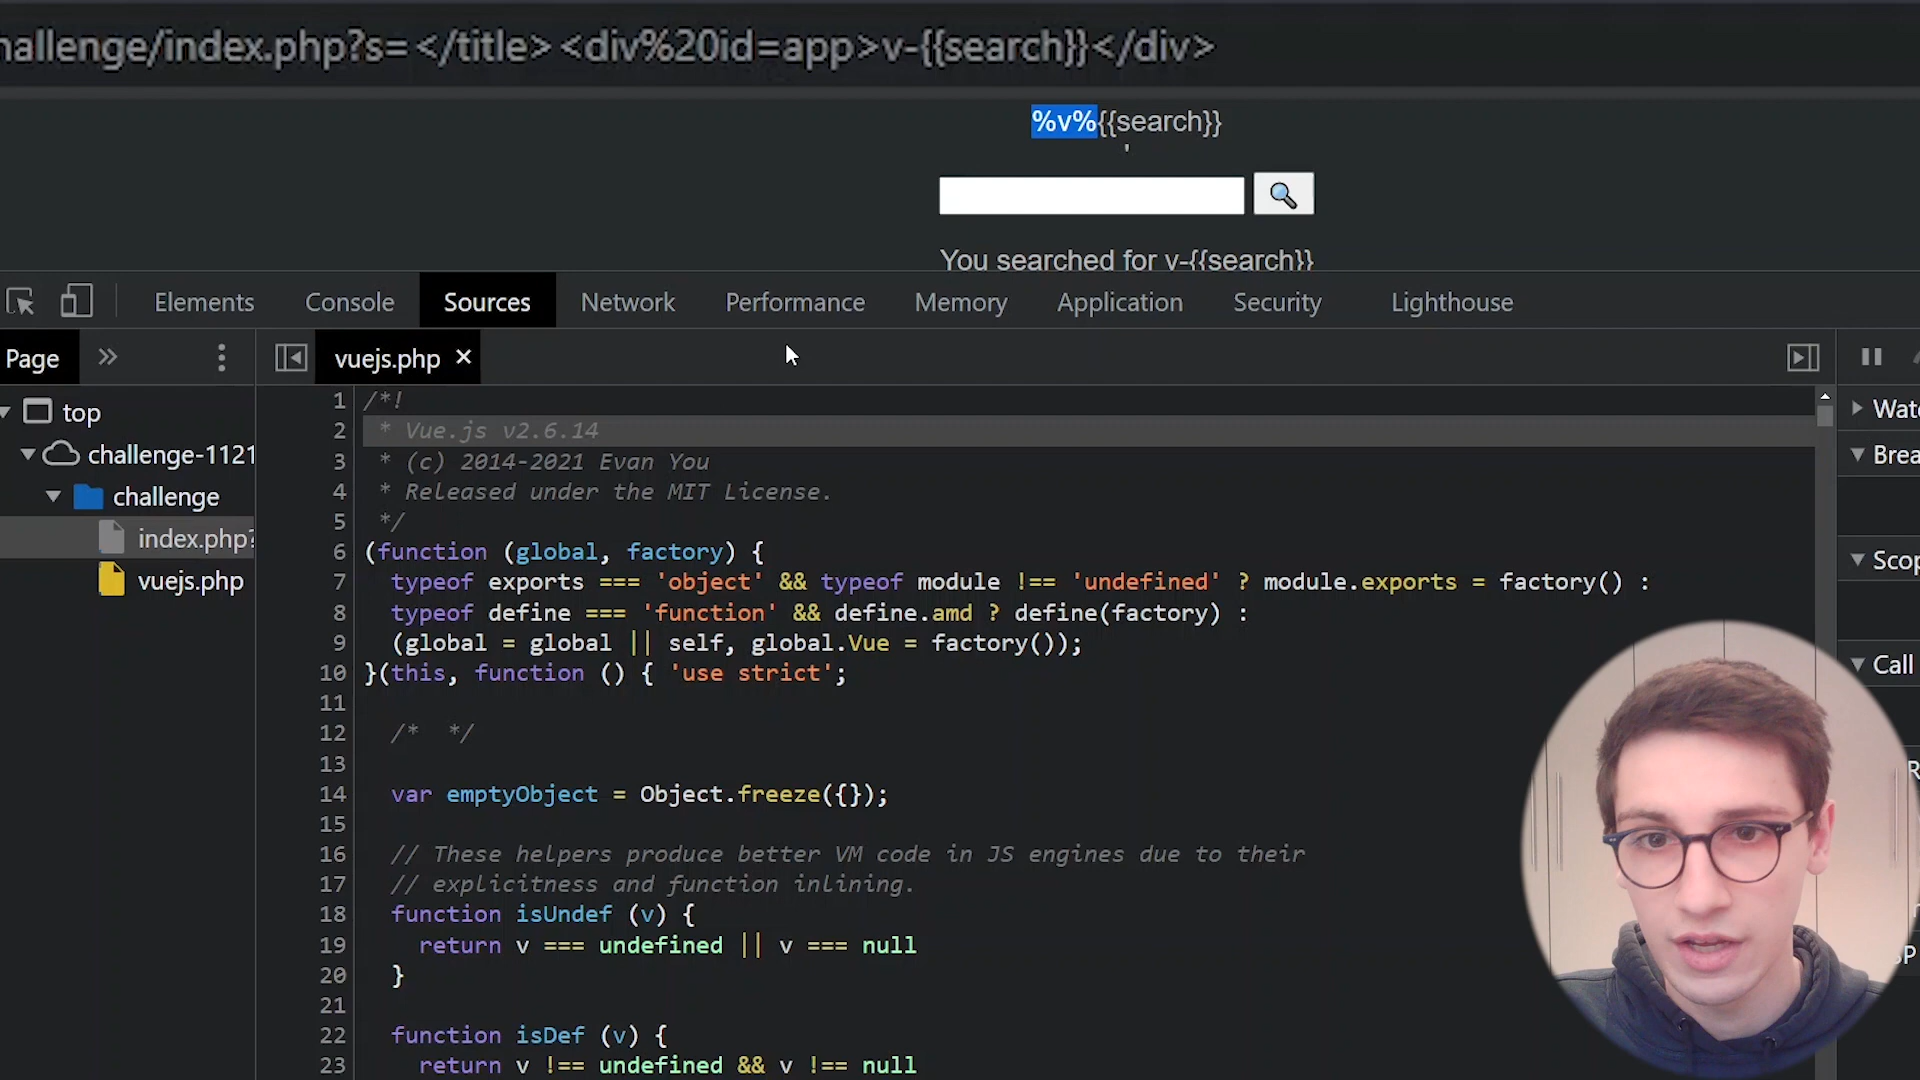 hallenge/index.php?s=</title><div%20id=app>v-{{search}}</div>
%v%{{search}}
'
You searched for v-{{search}}
Elements Console Sources Network Performance Memory Application Security Lighthouse
Page » vuejs.php ×
top
challenge-1121
challenge
index.php?
vuejs.php
1 /*!
2 * Vue.js v2.6.14
3 * (c) 2014-2021 Evan You
4 * Released under the MIT License.
5 */
6 (function (global, factory) {
7 typeof exports === 'object' && typeof module !== 'undefined' ? module.exports = factory() :
8 typeof define === 'function' && define.amd ? define(factory) :
9 (global = global || self, global.Vue = factory());
10 }(this, function () { 'use strict';
11
12 /* */
13
14 var emptyObject = Object.freeze({});
15
16 // These helpers produce better VM code in JS engines due to their
17 // explicitness and function inlining.
18 function isUndef (v) {
19 return v === undefined || v === null
20 }
21
22 function isDef (v) {
23 return v !== undefined && v !== null
Watc
Brea
Scop
Call